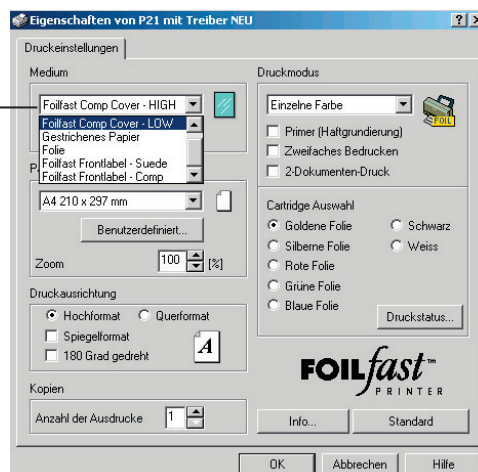 Eigenschaften von P21 mit Treiber NEU
Druckeinstellungen
Medium
Foilfast Comp Cover - HIGH
Foilfast Comp Cover - LOW
Gestrichenes Papier
Folie
Foilfast Frontlabel - Suede
Foilfast Frontlabel - Comp
A4 210 x 297 mm
Benutzerdefiniert...
Zoom
100
[%]
Druckausrichtung
Hochformat
Querformat
Spiegelformat
180 Grad gedreht
A
Kopien
Anzahl der Ausdrucke
1
Druckmodus
Einzelne Farbe
FOIL
Primer (Haftgrundierung)
Zweifaches Bedrucken
2-Dokumenten-Druck
Cartridge Auswahl
Goldene Folie
Schwarz
Silberne Folie
Weiss
Rote Folie
Grüne Folie
Blaue Folie
Druckstatus...
FOILfast™
PRINTER
Info...
Standard
OK
Abbrechen
Hilfe